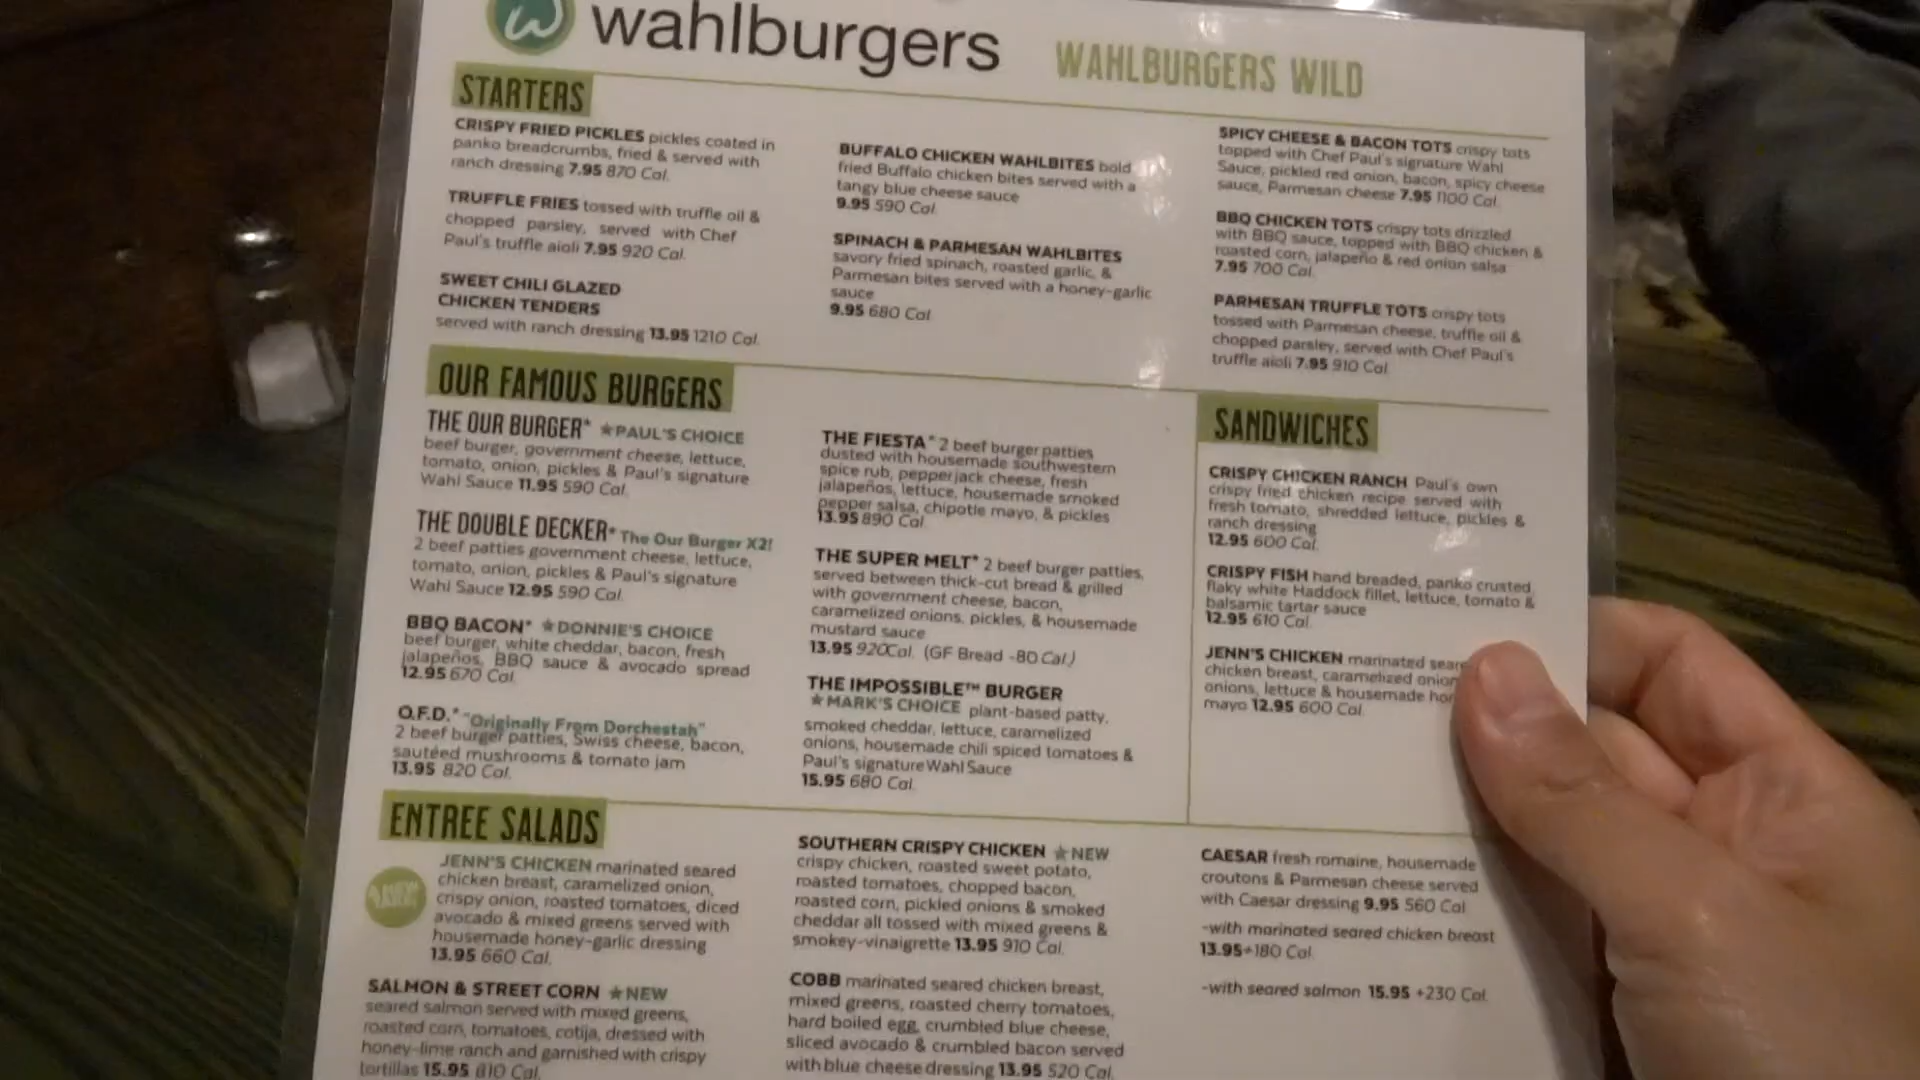 wahlburgers
WAHLBURGERS WILD
STARTERS
CRISPY FRIED PICKLES pickles coated in
panko breadcrumbs, fried & served with
ranch dressing 7.95 870 Cal.
TRUFFLE FRIES tossed with truffle oil &
chopped parsley, served with Chef
Paul's truffle aioli 7.95 920 Cal.
SWEET CHILI GLAZED
CHICKEN TENDERS
served with ranch dressing 13.95 1210 Cal.
BUFFALO CHICKEN WAHLBITES bold
fried Buffalo chicken bites served with a
tangy blue cheese sauce
9.95 590 Cal.
SPINACH & PARMESAN WAHLBITES
savory fried spinach, roasted garlic, &
Parmesan bites served with a honey-garlic
sauce
9.95 680 Cal.
SPICY CHEESE & BACON TOTS crispy tots
topped with Chef Paul's signature Wahl
Sauce, pickled red onion, bacon, spicy cheese
sauce, Parmesan cheese 7.95 1100 Cal.
BBQ CHICKEN TOTS crispy tots drizzled
with BBQ sauce, topped with BBQ chicken &
roasted corn, jalapeño & red onion salsa
7.95 700 Cal.
PARMESAN TRUFFLE TOTS crispy tots
tossed with Parmesan cheese, truffle oil &
chopped parsley, served with Chef Paul's
truffle aioli 7.95 910 Cal.
OUR FAMOUS BURGERS
THE OUR BURGER* ★PAUL'S CHOICE
beef burger, government cheese, lettuce,
tomato, onion, pickles & Paul's signature
Wahl Sauce 11.95 590 Cal.
THE DOUBLE DECKER* The Our Burger X2!
2 beef patties government cheese, lettuce,
tomato, onion, pickles & Paul's signature
Wahl Sauce 12.95 590 Cal.
BBQ BACON* ★DONNIE'S CHOICE
beef burger, white cheddar, bacon, fresh
jalapeños, BBQ sauce & avocado spread
12.95 670 Cal.
O.F.D.* "Originally From Dorchestah"
2 beef burger patties, Swiss cheese, bacon,
sautéed mushrooms & tomato jam
13.95 820 Cal.
THE FIESTA* 2 beef burger patties
dusted with housemade southwestern
spice rub, pepper jack cheese, fresh
jalapeños, lettuce, housemade smoked
pepper salsa, chipotle mayo, & pickles
13.95 890 Cal.
THE SUPER MELT* 2 beef burger patties,
served between thick-cut bread & grilled
with government cheese, bacon,
caramelized onions, pickles, & housemade
mustard sauce
13.95 920Cal. (GF Bread -80 Cal.)
THE IMPOSSIBLE™ BURGER
★MARK'S CHOICE plant-based patty,
smoked cheddar, lettuce, caramelized
onions, housemade chili spiced tomatoes &
Paul's signature Wahl Sauce
15.95 680 Cal.
SANDWICHES
CRISPY CHICKEN RANCH Paul's own
crispy fried chicken recipe served with
fresh tomato, shredded lettuce, pickles &
ranch dressing
12.95 600 Cal.
CRISPY FISH hand breaded, panko crusted
flaky white Haddock fillet, lettuce, tomato &
balsamic tartar sauce
12.95 610 Cal.
JENN'S CHICKEN marinated sear
chicken breast, caramelized onion
onions, lettuce & housemade hon
mayo 12.95 600 Cal.
ENTREE SALADS
JENN'S CHICKEN marinated seared
chicken breast, caramelized onion,
crispy onion, roasted tomatoes, diced
avocado & mixed greens served with
housemade honey-garlic dressing
13.95 660 Cal.
SALMON & STREET CORN ★NEW
seared salmon served with mixed greens,
roasted corn, tomatoes, cotija, dressed with
honey-lime ranch and garnished with crispy
tortillas 15.95 810 Cal.
SOUTHERN CRISPY CHICKEN ★NEW
crispy chicken, roasted sweet potato,
roasted tomatoes, chopped bacon,
roasted corn, pickled onions & smoked
cheddar all tossed with mixed greens &
smokey-vinaigrette 13.95 910 Cal.
COBB marinated seared chicken breast,
mixed greens, roasted cherry tomatoes,
hard boiled egg, crumbled blue cheese,
sliced avocado & crumbled bacon served
with blue cheese dressing 13.95 520 Cal.
CAESAR fresh romaine, housemade
croutons & Parmesan cheese served
with Caesar dressing 9.95 560 Cal
-with marinated seared chicken breast
13.95+180 Cal.
-with seared salmon 15.95 +230 Cal.